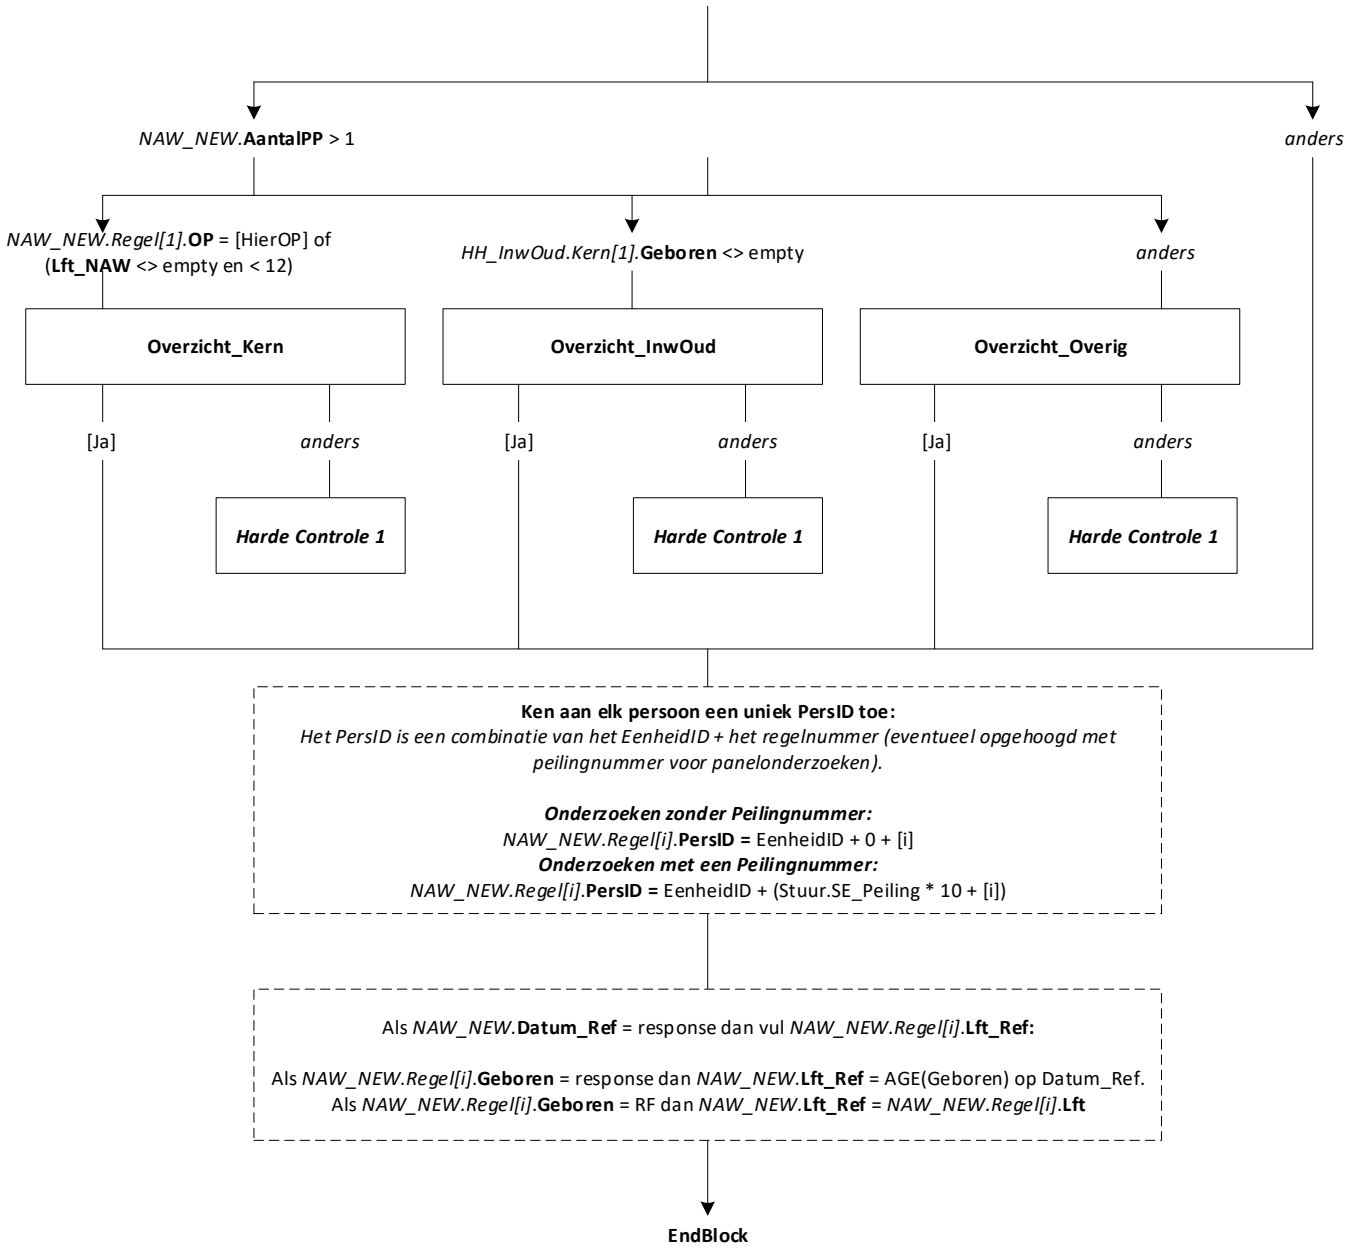 NAW_NEW.AantalPP > 1
anders
NAW_NEW.Regel[1].OP = [HierOP] of
(Lft_NAW <> empty en < 12)
HH_InwOud.Kern[1].Geboren <> empty
anders
Overzicht_Kern
Overzicht_InwOud
Overzicht_Overig
[Ja]
anders
[Ja]
anders
[Ja]
anders
Harde Controle 1
Harde Controle 1
Harde Controle 1
Ken aan elk persoon een uniek PersID toe:
Het PersID is een combinatie van het EenheidID + het regelnummer (eventueel opgehoogd met
peilingnummer voor panelonderzoeken).
Onderzoeken zonder Peilingnummer:
NAW_NEW.Regel[i].PersID = EenheidID + 0 + [i]
Onderzoeken met een Peilingnummer:
NAW_NEW.Regel[i].PersID = EenheidID + (Stuur.SE_Peiling * 10 + [i])
Als NAW_NEW.Datum_Ref = response dan vul NAW_NEW.Regel[i].Lft_Ref:
Als NAW_NEW.Regel[i].Geboren = response dan NAW_NEW.Lft_Ref = AGE(Geboren) op Datum_Ref.
Als NAW_NEW.Regel[i].Geboren = RF dan NAW_NEW.Lft_Ref = NAW_NEW.Regel[i].Lft
EndBlock